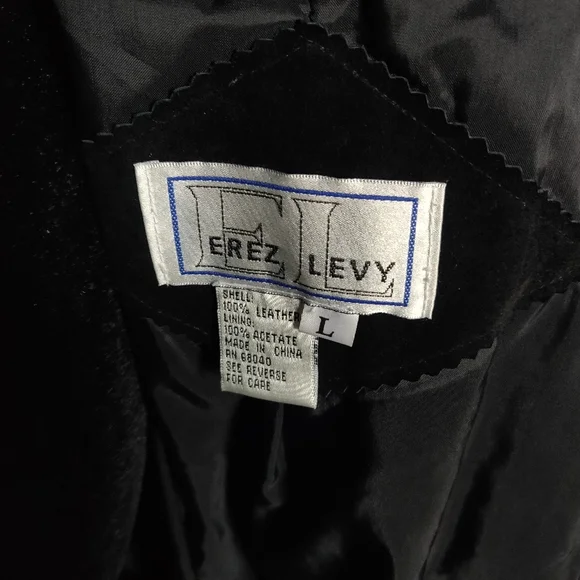 EL
EREZ LEVY
L
SHELL:
100% LEATHER
LINING:
100% ACETATE
MADE IN CHINA
RN 68040
SEE REVERSE
FOR CARE